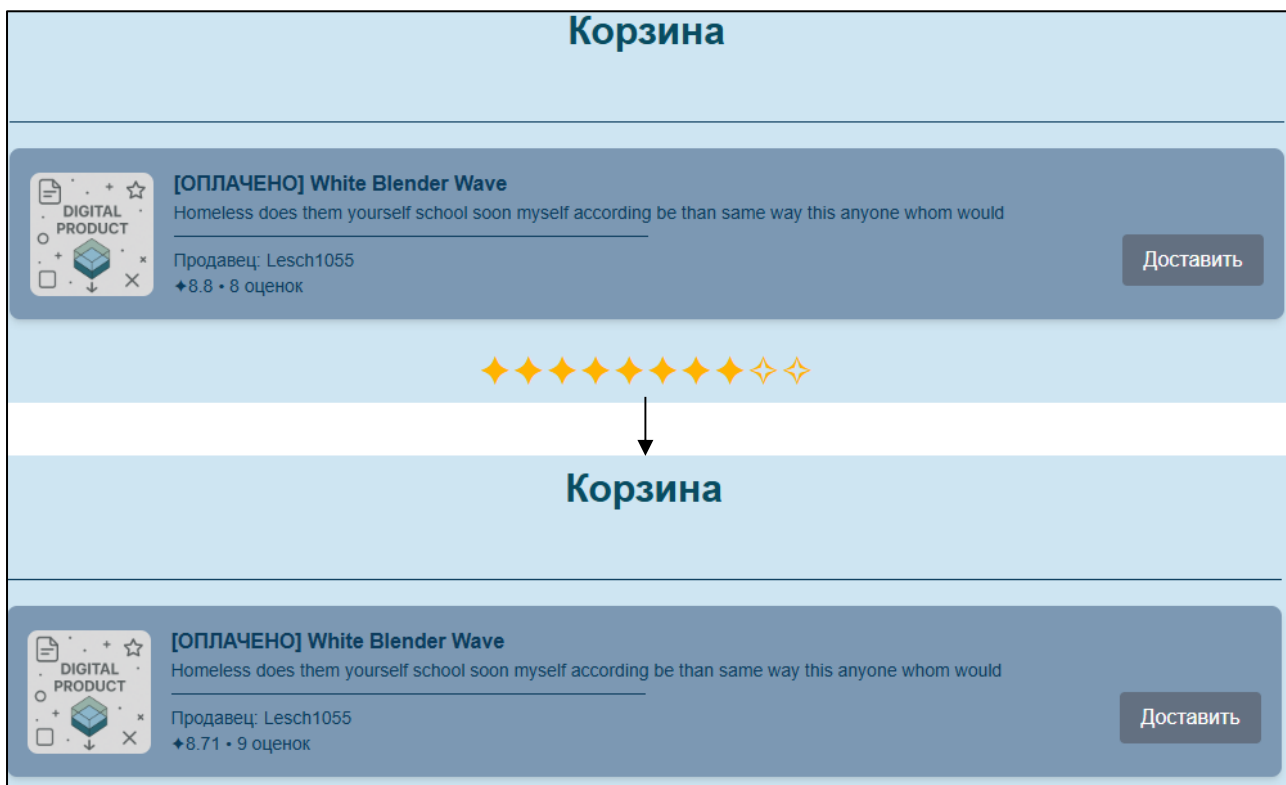 Корзина
DIGITAL
PRODUCT
[ОПЛАЧЕНО] White Blender Wave
Homeless does them yourself school soon myself according be than same way this anyone whom would
Продавец: Lesch1055
✦8.8 • 8 оценок
Доставить
Корзина
DIGITAL
PRODUCT
[ОПЛАЧЕНО] White Blender Wave
Homeless does them yourself school soon myself according be than same way this anyone whom would
Продавец: Lesch1055
✦8.71 • 9 оценок
Доставить